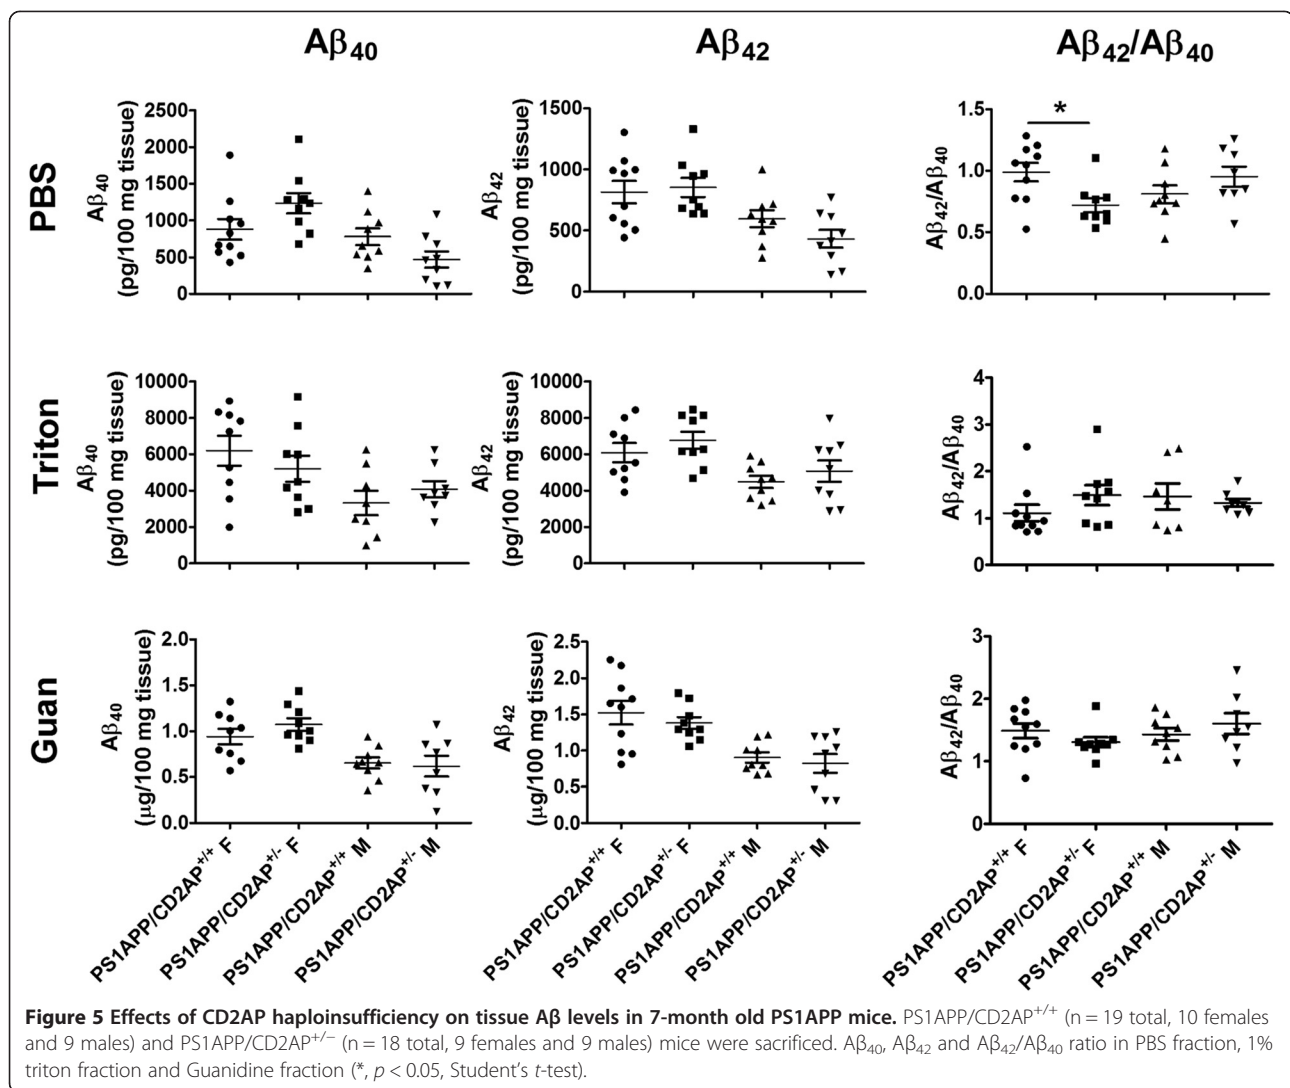 Aβ40 Aβ42 Aβ42/Aβ40
PBS
Aβ40
(pg/100 mg tissue)
2500
2000
1500
1000
500
0
Aβ42
(pg/100 mg tissue)
1500
1000
500
0
Aβ42/Aβ40
1.5
1.0
0.5
0.0
*
Triton
Aβ40
(pg/100 mg tissue)
10000
8000
6000
4000
2000
0
Aβ42
(pg/100 mg tissue)
10000
8000
6000
4000
2000
0
Aβ42/Aβ40
4
3
2
1
0
Guan
Aβ40
(μg/100 mg tissue)
2.0
1.5
1.0
0.5
0.0
PS1APP/CD2AP+/+ F
PS1APP/CD2AP+/- F
PS1APP/CD2AP+/+ M
PS1APP/CD2AP+/- M
Aβ42
(μg/100 mg tissue)
2.5
2.0
1.5
1.0
0.5
0.0
PS1APP/CD2AP+/+ F
PS1APP/CD2AP+/- F
PS1APP/CD2AP+/+ M
PS1APP/CD2AP+/- M
Aβ42/Aβ40
3
2
1
0
PS1APP/CD2AP+/+ F
PS1APP/CD2AP+/- F
PS1APP/CD2AP+/+ M
PS1APP/CD2AP+/- M
Figure 5 Effects of CD2AP haploinsufficiency on tissue Aβ levels in 7-month old PS1APP mice. PS1APP/CD2AP+/+ (n = 19 total, 10 females
and 9 males) and PS1APP/CD2AP+/− (n = 18 total, 9 females and 9 males) mice were sacrificed. Aβ40, Aβ42 and Aβ42/Aβ40 ratio in PBS fraction, 1%
triton fraction and Guanidine fraction (*, p < 0.05, Student's t-test).